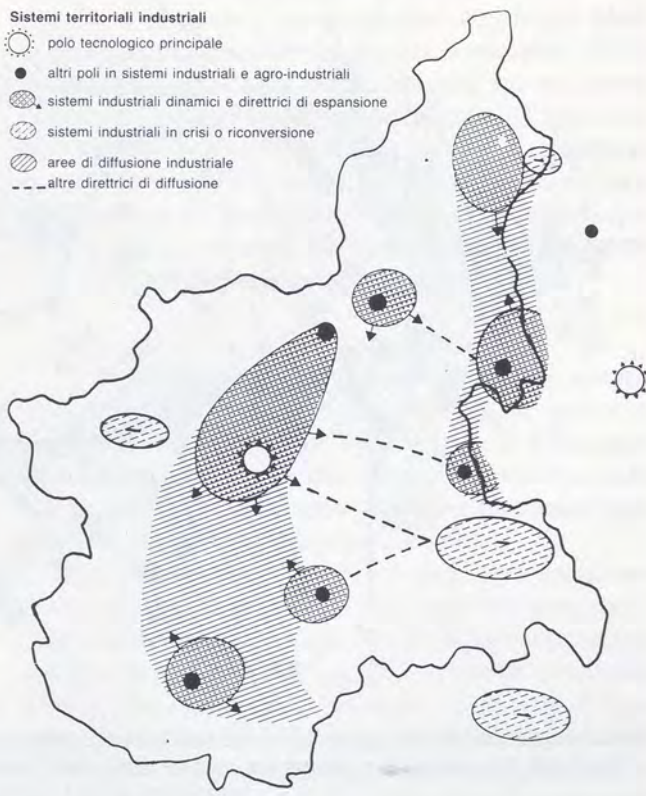 Sistemi territoriali industriali
polo tecnologico principale
altri poli in sistemi industriali e agro-industriali
sistemi industriali dinamici e direttrici di espansione
sistemi industriali in crisi o riconversione
aree di diffusione industriale
altre direttrici di diffusione